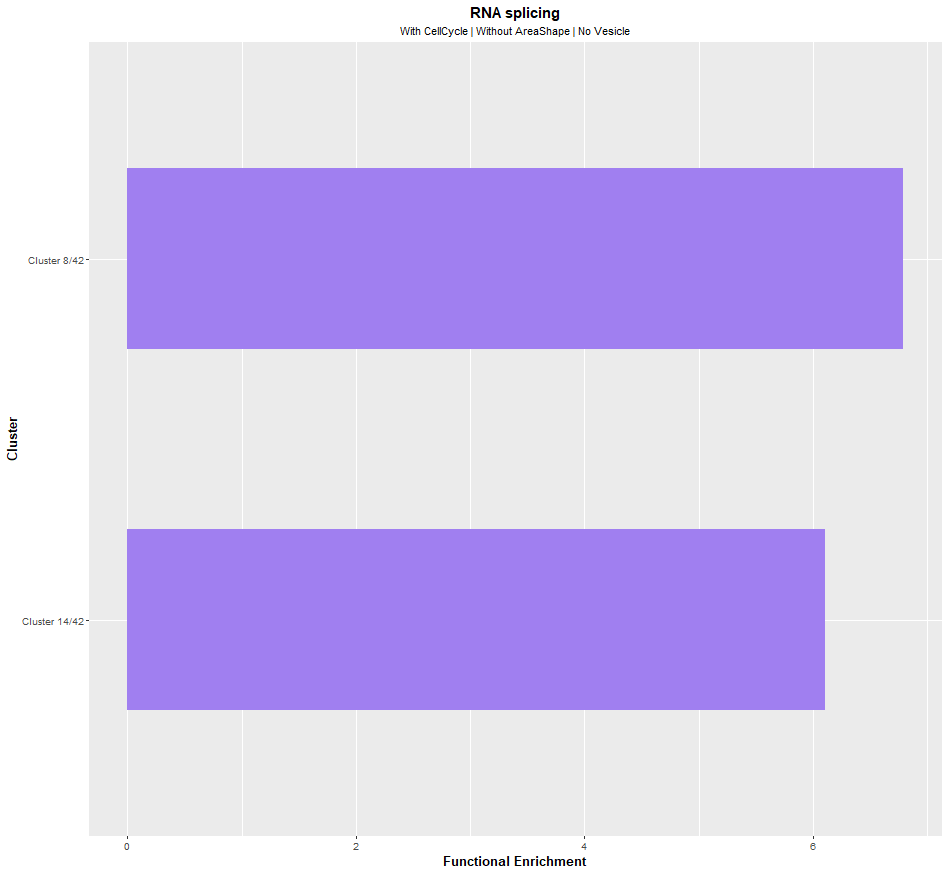 RNA splicing
With CellCycle | Without AreaShape | No Vesicle
Cluster
Cluster 8/42
Cluster 14/42
0 2 4 6
Functional Enrichment